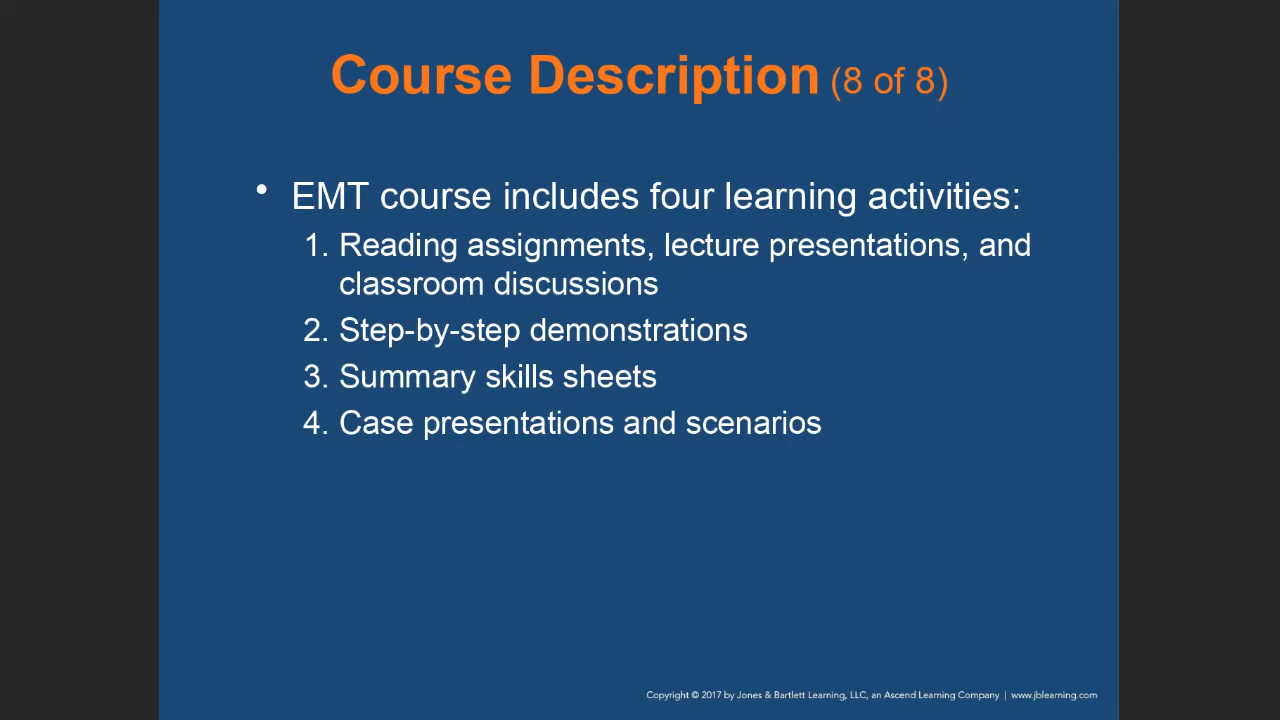 Course Description (8 of 8)
• EMT course includes four learning activities:
1. Reading assignments, lecture presentations, and
classroom discussions
2. Step-by-step demonstrations
3. Summary skills sheets
4. Case presentations and scenarios
Copyright © 2017 by Jones & Bartlett Learning, LLC, an Ascend Learning Company | www.jblearning.com